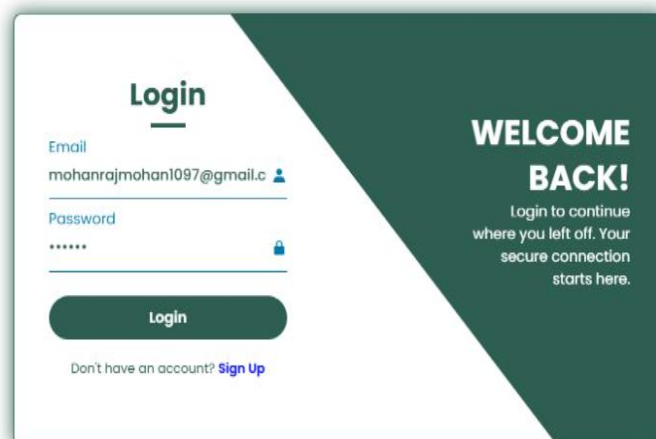 Login
Email
mohanrajmohan1097@gmail.c
Password
••••••
Login
Don't have an account? Sign Up
WELCOME
BACK!
Login to continue
where you left off. Your
secure connection
starts here.